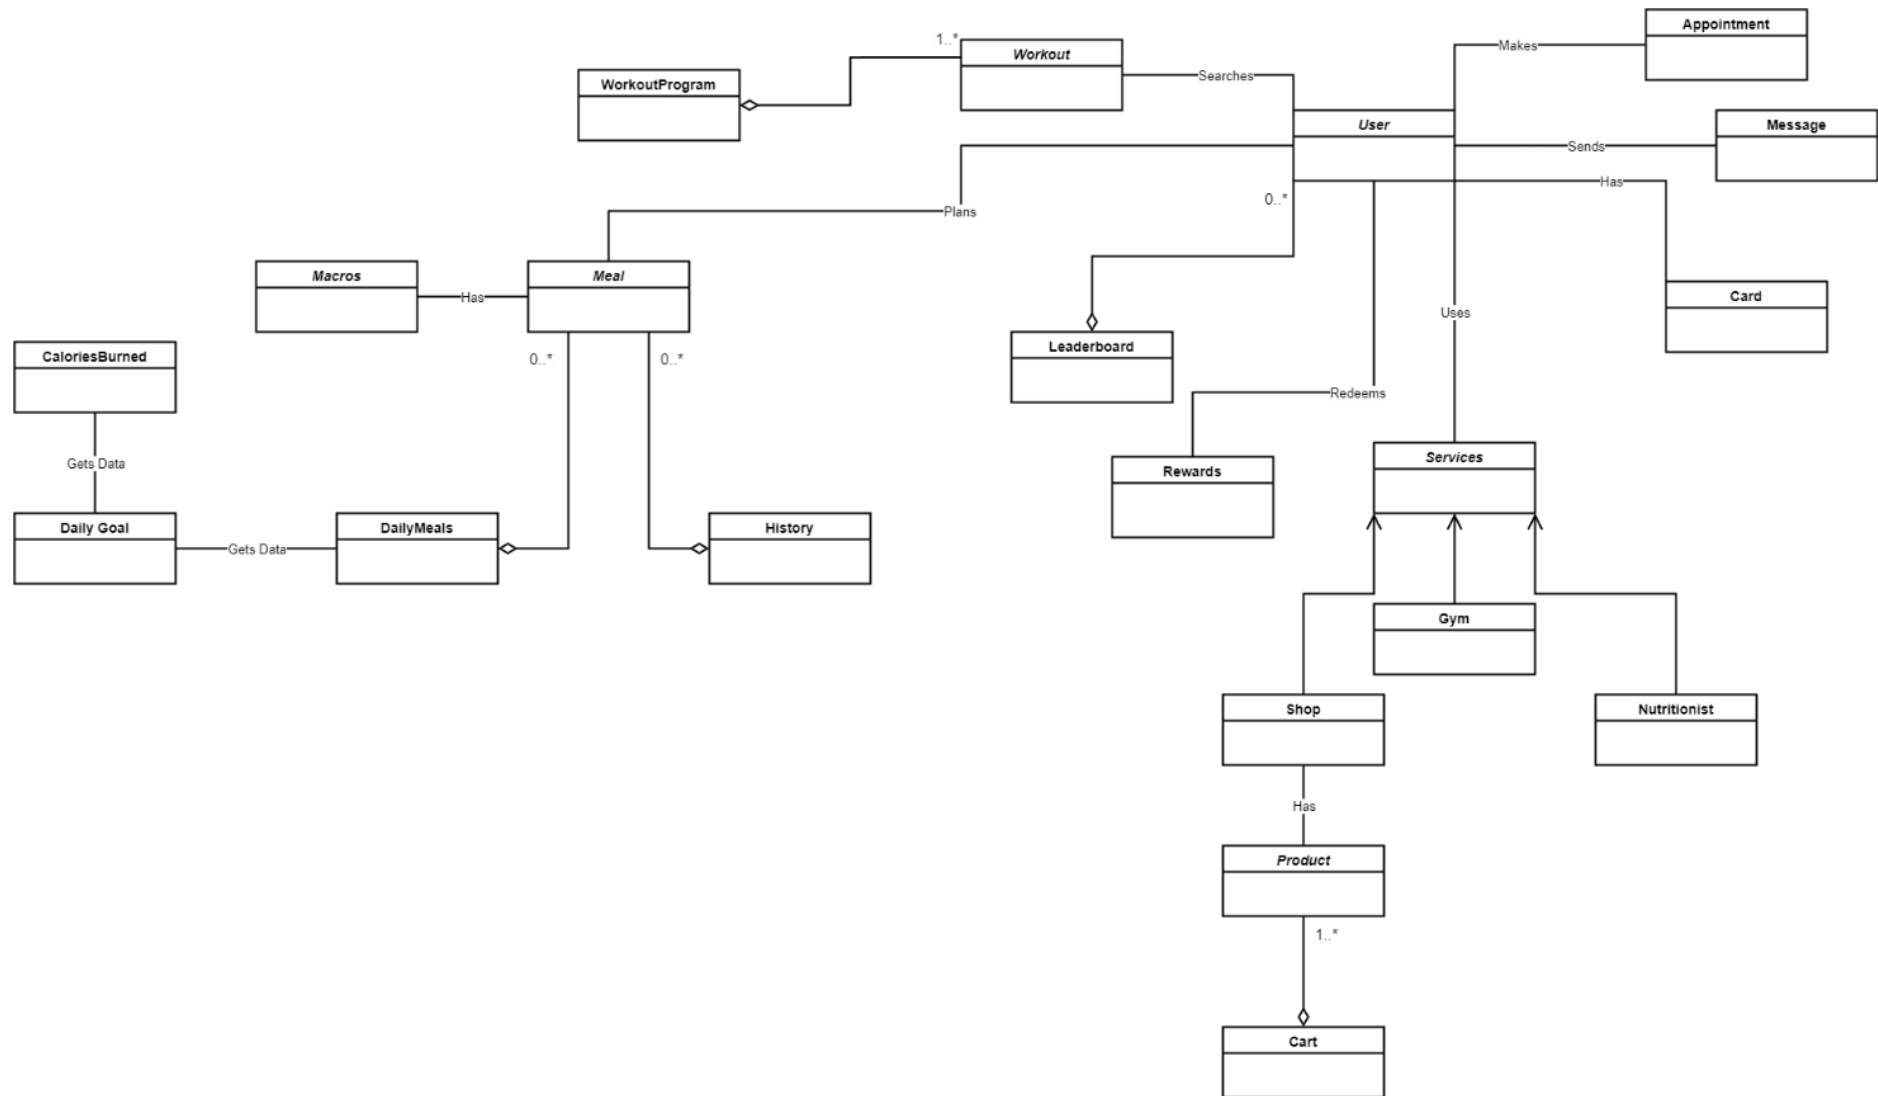 Appointment
1..*
Workout
Makes
WorkoutProgram
Searches
User
Message
Sends
Has
0..*
Plans
Macros
Meal
Has
Card
Uses
Leaderboard
CaloriesBurned
0..*
0..*
Redeems
Gets Data
Services
Rewards
Daily Goal
DailyMeals
History
Gets Data
Gym
Shop
Nutritionist
Has
Product
1..*
Cart